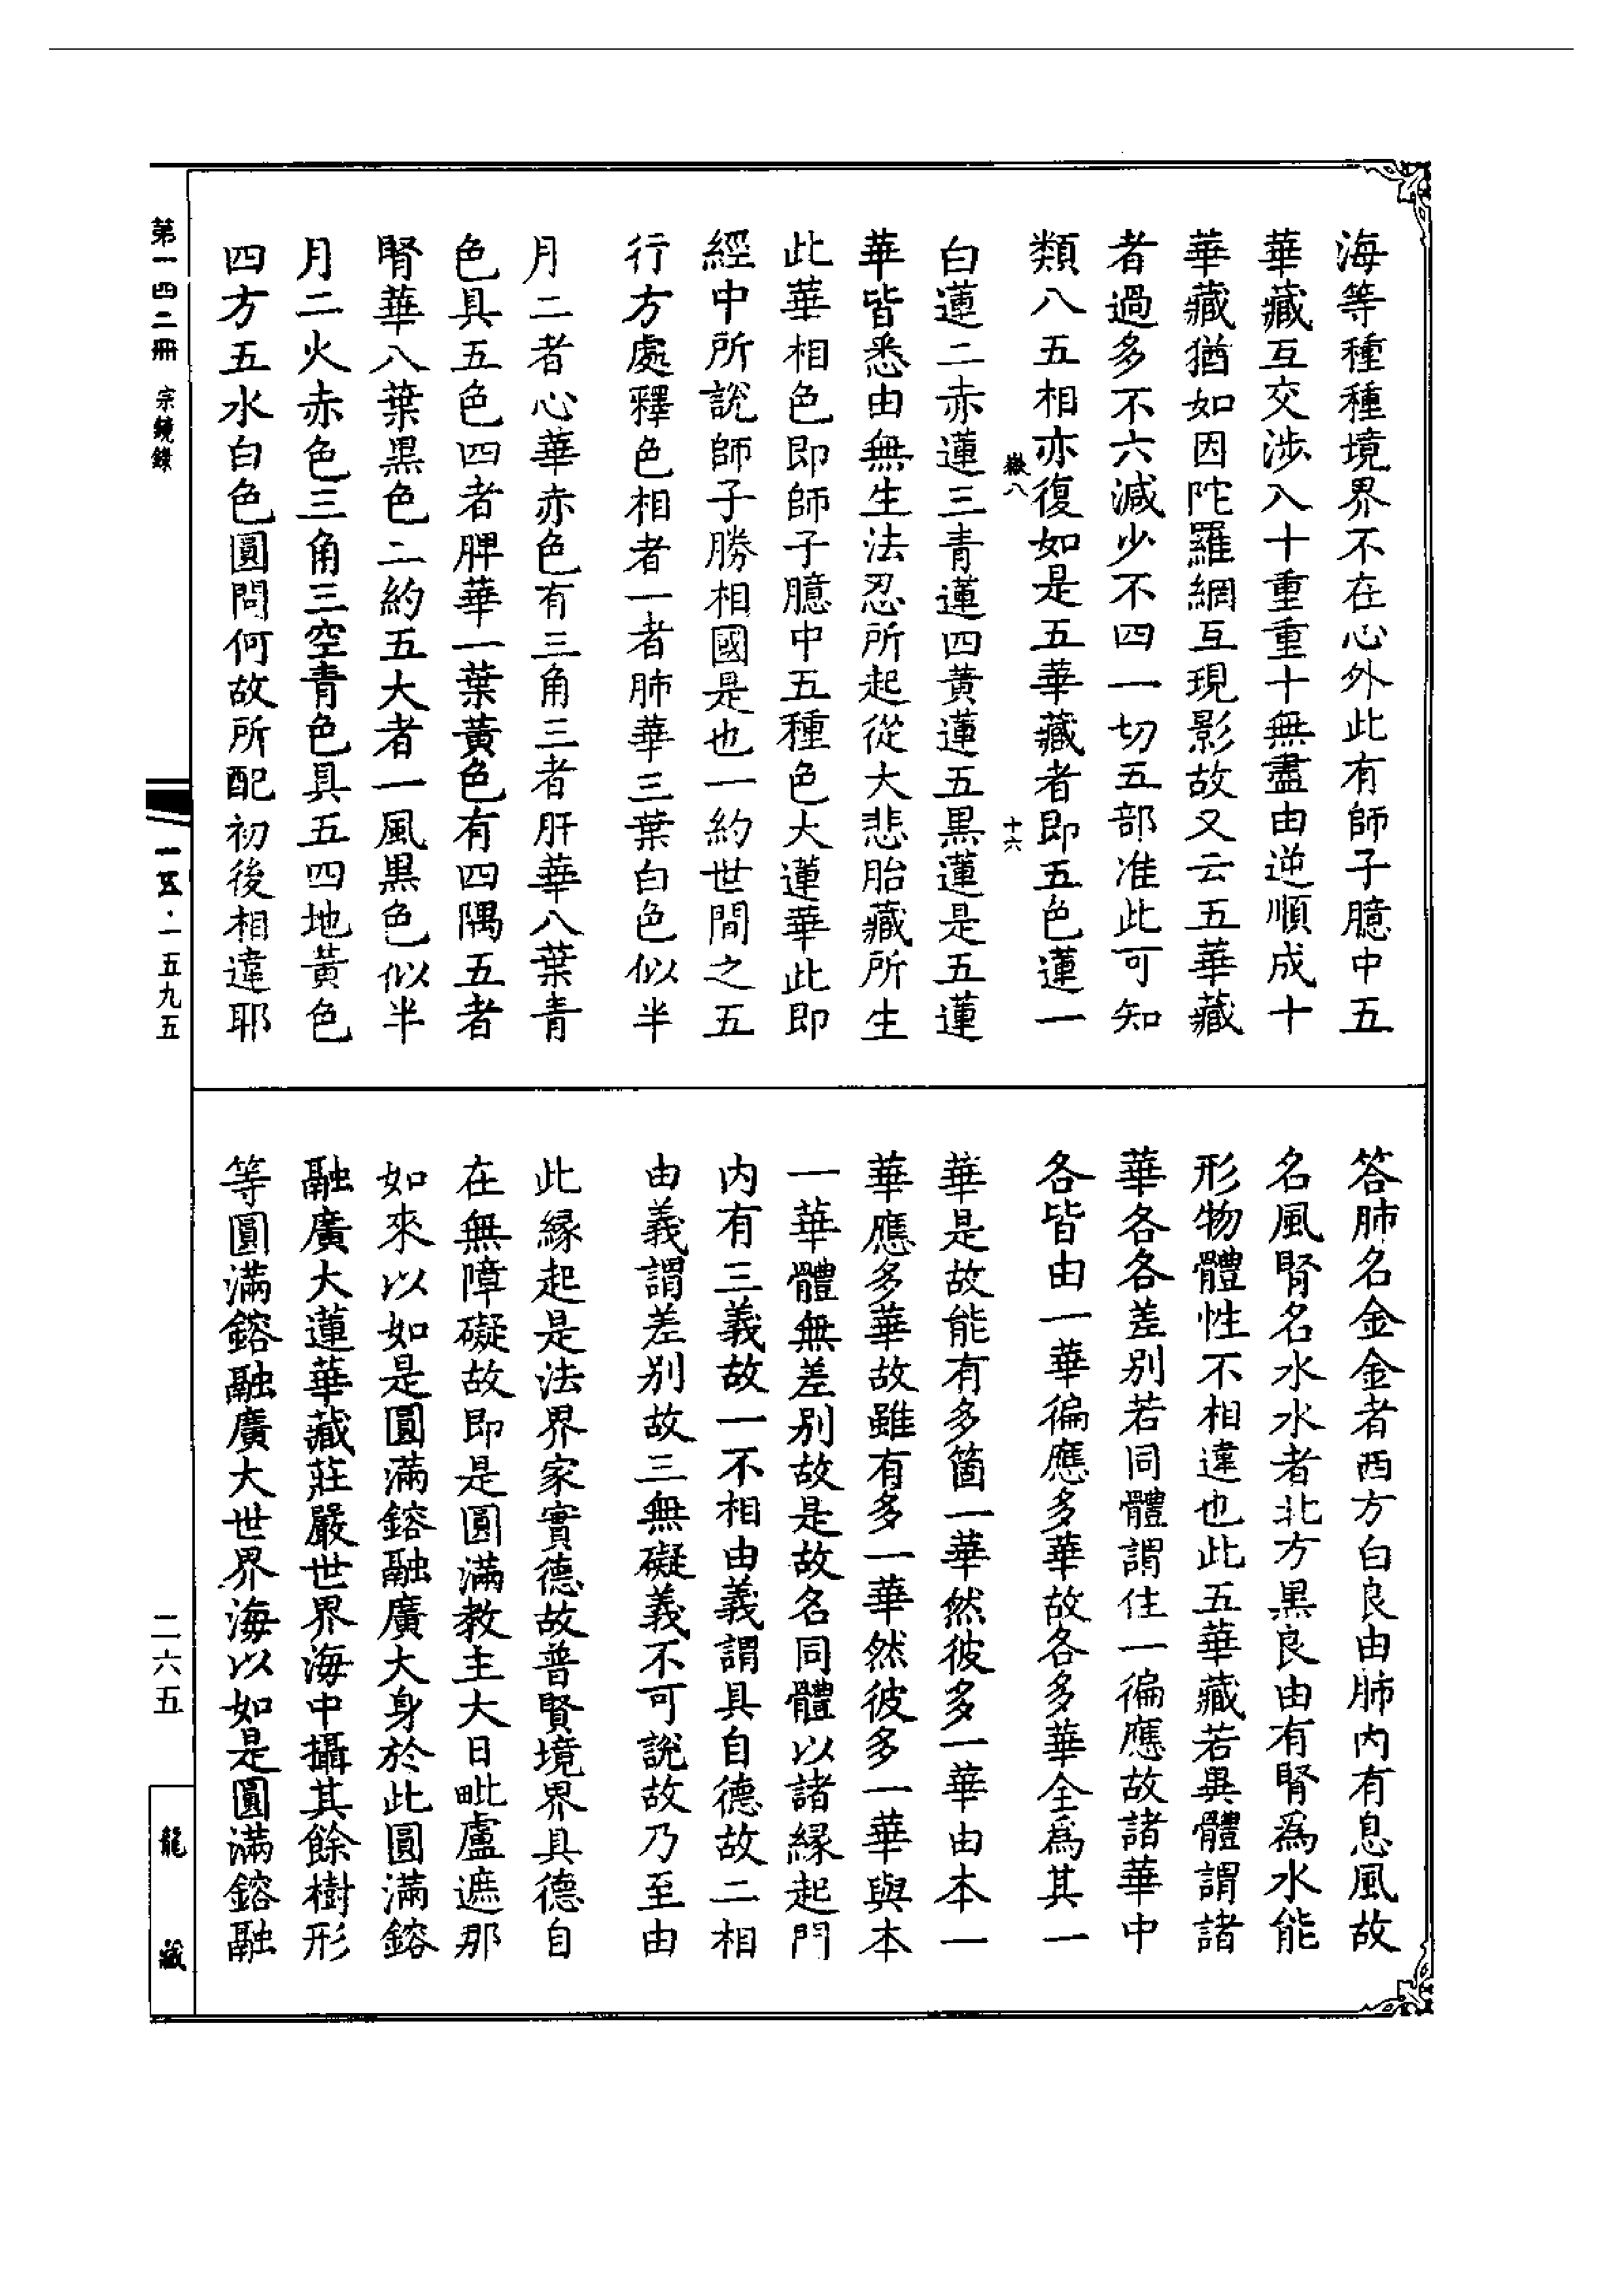 海等種種境界不在心外此有師子臆中五
華藏互交涉入十重重十無盡由逆順成十
華藏猶如因陀羅網互現影故又云五華藏
者過多不六減少不四一切五部准此可知
類八五相亦復如是五華藏者即五色蓮一
嶽八 十六
白蓮二赤蓮三青蓮四黃蓮五黑蓮是五蓮
華皆悉由無生法忍所起從大悲胎藏所生
此華相色即師子臆中五種色大蓮華此即
經中所說師子勝相國是也一約世間之五
行方處釋色相者一者肺華三葉白色似半
月二者心華赤色有三角三者肝華八葉青
色具五色四者脾華一葉黃色有四隅五者
腎華八葉黑色二約五大者一風黑色似半
月二火赤色三角三空青色具五四地黃色
四方五水白色圓問何故所配初後相違耶
答肺名金金者西方白良由肺內有息風故
名風腎名水水者北方黑良由有腎為水能
形物體性不相違也此五華藏若異體謂諸
華各各差別若同體謂住一徧應故諸華中
各皆由一華徧應多華故各多華全為其一
華是故能有多箇一華然彼多一華由本一
華應多華故雖有多一華然彼多一華與本
一華體無差別故是故名同體以諸緣起門
內有三義故一不相由義謂具自德故二相
由義謂差別故三無礙義不可說故乃至由
此緣起是法界家實德故普賢境界具德自
在無障礙故即是圓滿教主大日毗盧遮那
如來以如是圓滿鎔融廣大身於此圓滿鎔
融廣大蓮華藏莊嚴世界海中攝其餘樹形
等圓滿鎔融廣大世界海以如是圓滿鎔融
第一四二冊 宗鏡錄
一五·一五九五
二六五
龍藏